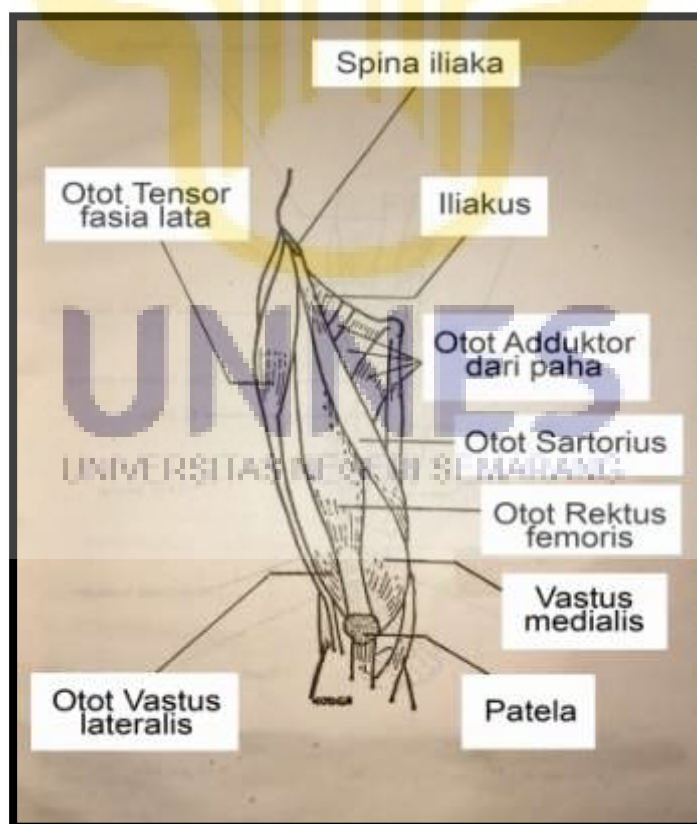 Spina iliaka
Otot Tensor
fasia lata
Iliakus
Otot Adduktor
dari paha
UNNES
Otot Sartorius
UNIVERSITAS NEGERI SEMARANG
Otot Rektus
femoris
Vastus
medialis
Otot Vastus
lateralis
Patela